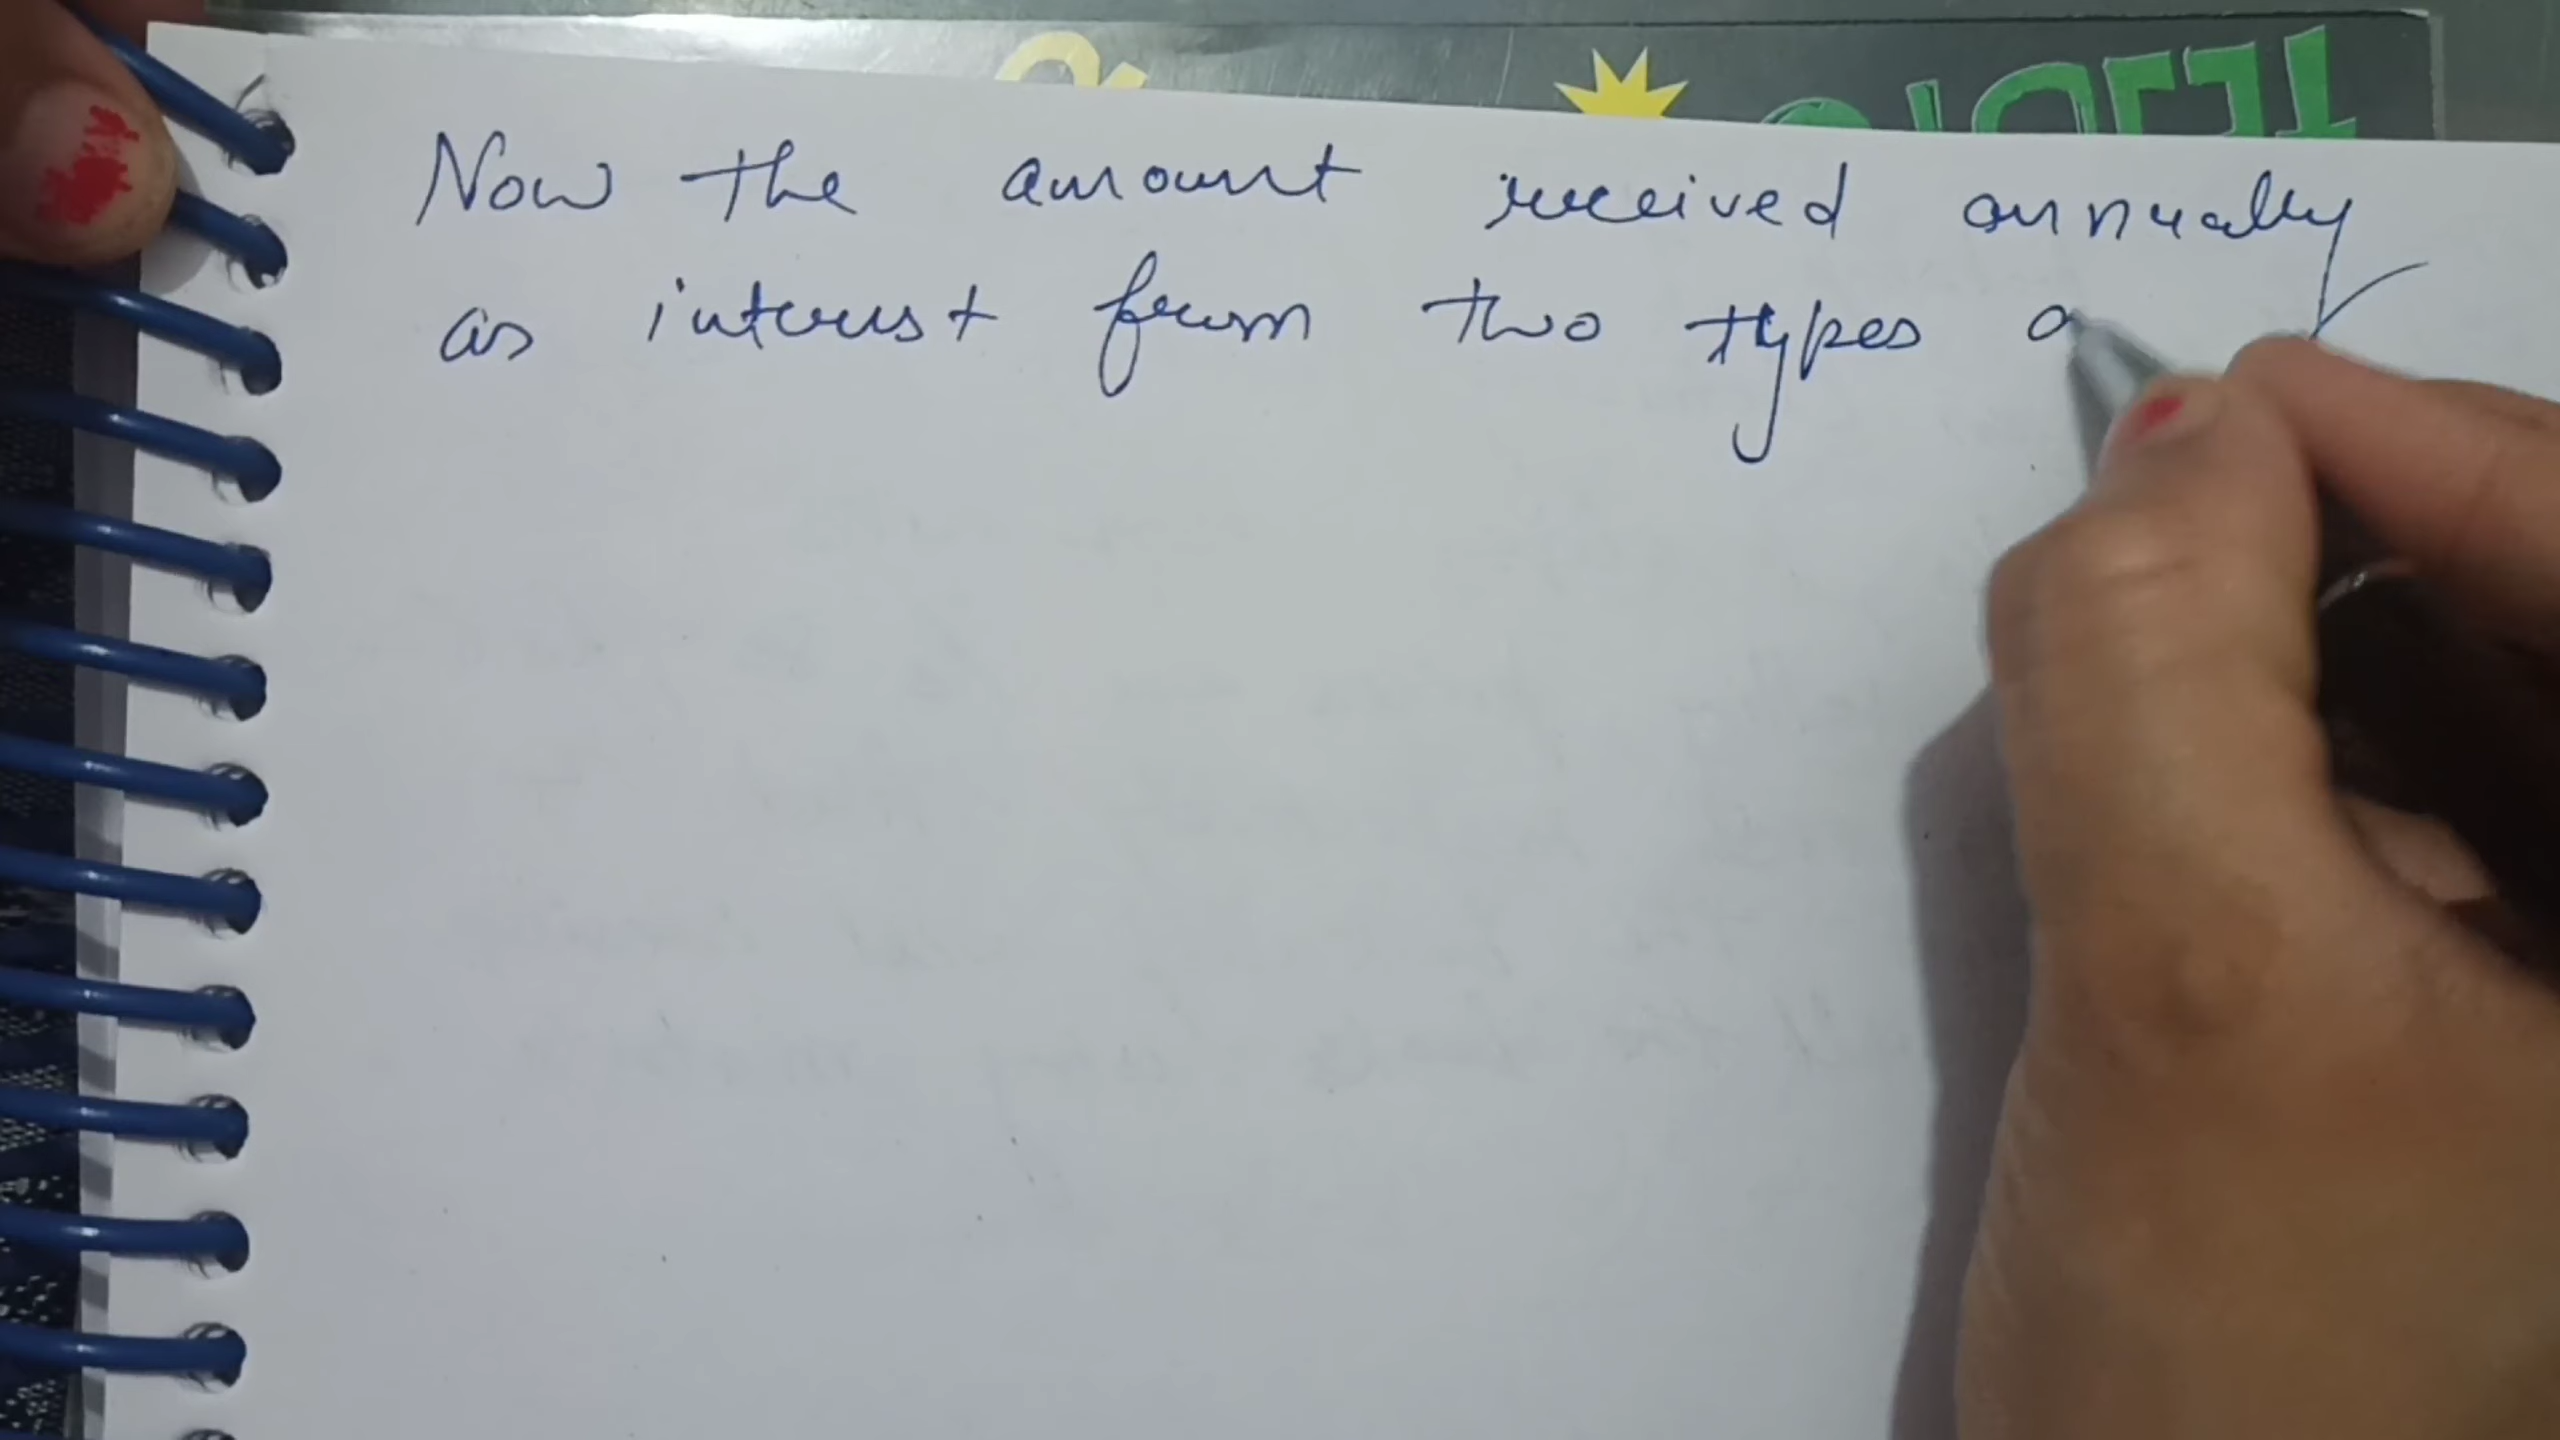 Now the amount received annually
as interest from two types o